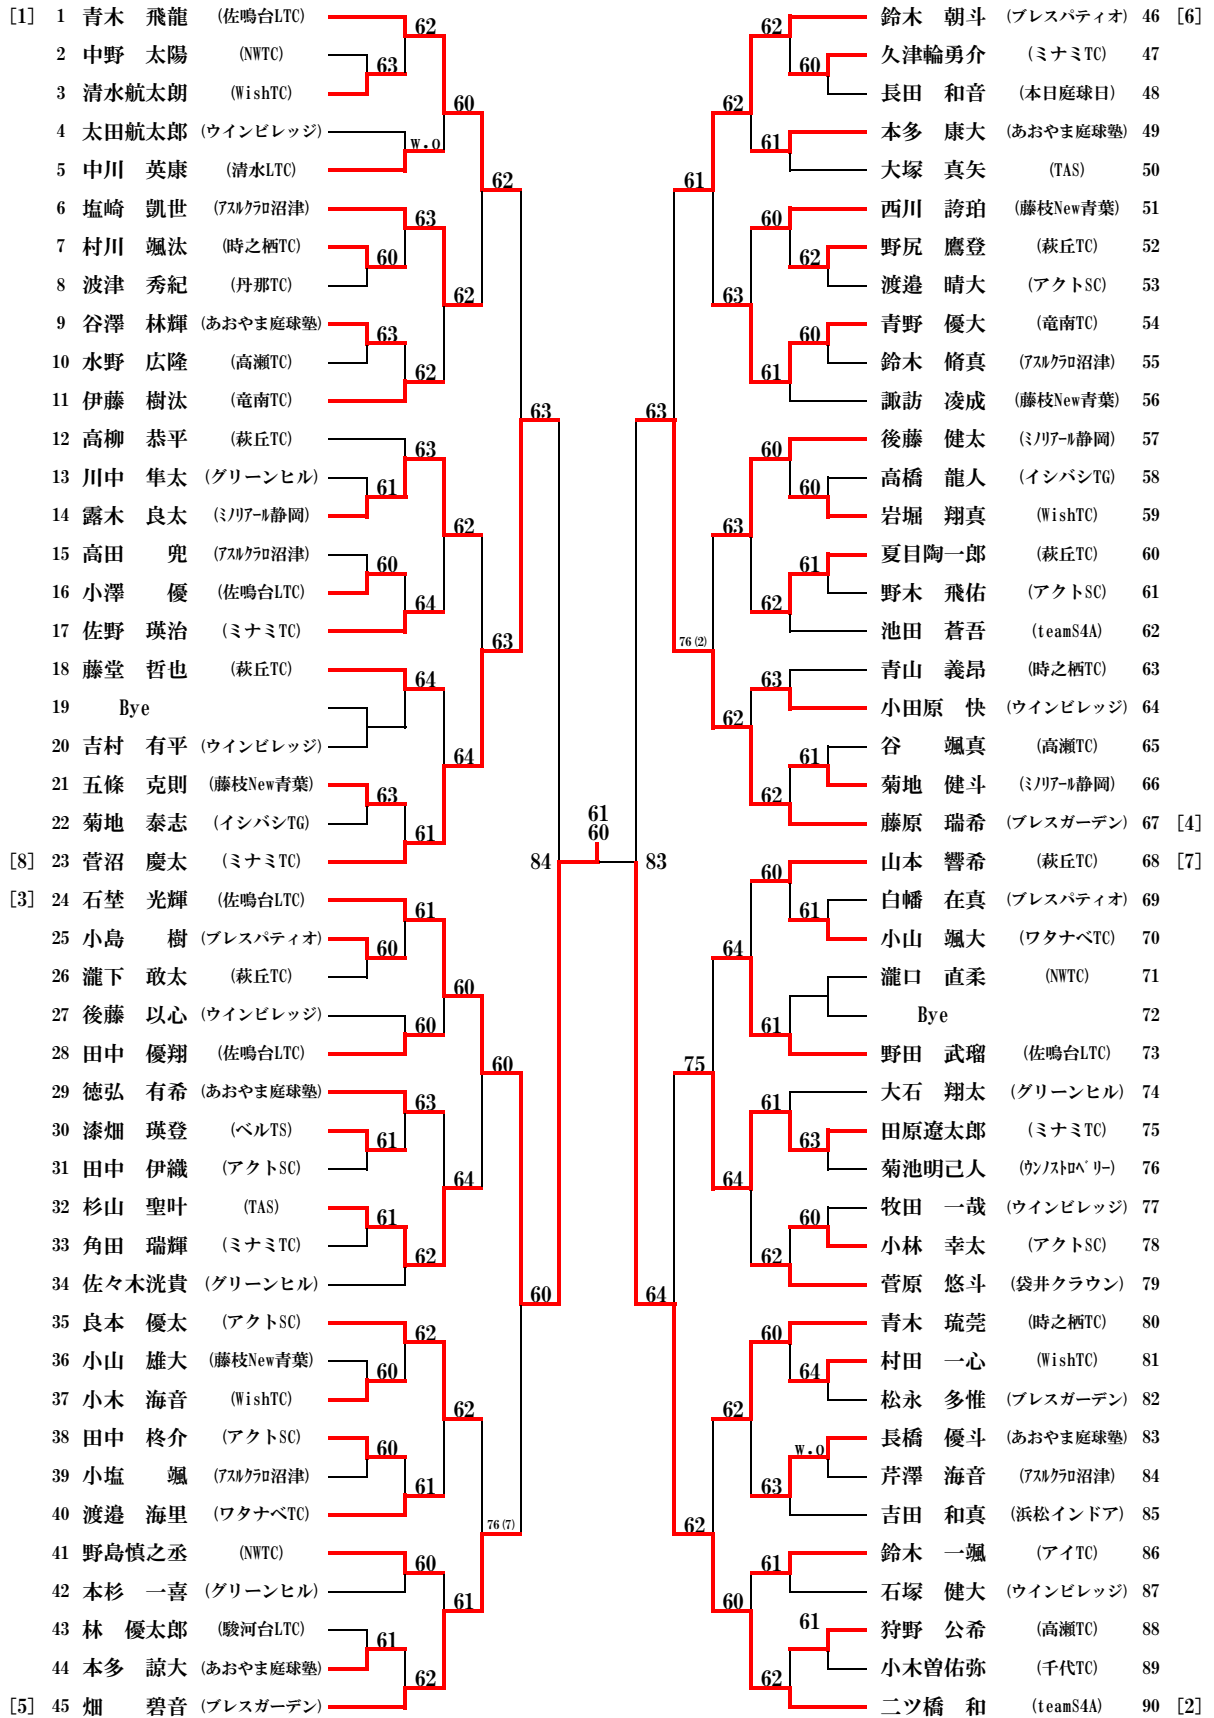 [1] 1 青木 飛龍 (佐鳴台LTC)
2 中野 太陽 (NWTC)
3 清水航太朗 (WishTC)
4 太田航太郎 (ウインビレッジ)
5 中川 英康 (清水LTC)
6 塩崎 凱世 (アスルクラロ沼津)
7 村川 颯汰 (時之栖TC)
8 波津 秀紀 (丹那TC)
9 谷澤 林輝 (あおやま庭球塾)
10 水野 広隆 (高瀬TC)
11 伊藤 樹汰 (竜南TC)
12 高柳 恭平 (萩丘TC)
13 川中 隼太 (グリーンヒル)
14 露木 良太 (ミノリアール静岡)
15 高田 兜 (アスルクラロ沼津)
16 小澤 優 (佐鳴台LTC)
17 佐野 瑛治 (ミナミTC)
18 藤堂 哲也 (萩丘TC)
19 Bye
20 吉村 有平 (ウインビレッジ)
21 五條 克則 (藤枝New青葉)
22 菊地 泰志 (イシバシTG)
[8] 23 菅沼 慶太 (ミナミTC)
[3] 24 石埜 光輝 (佐鳴台LTC)
25 小島 樹 (ブレスパティオ)
26 瀧下 敢太 (萩丘TC)
27 後藤 以心 (ウインビレッジ)
28 田中 優翔 (佐鳴台LTC)
29 徳弘 有希 (あおやま庭球塾)
30 漆畑 瑛登 (ベルTS)
31 田中 伊織 (アクトSC)
32 杉山 聖叶 (TAS)
33 角田 瑞輝 (ミナミTC)
34 佐々木洸貴 (グリーンヒル)
35 良本 優太 (アクトSC)
36 小山 雄大 (藤枝New青葉)
37 小木 海音 (WishTC)
38 田中 柊介 (アクトSC)
39 小塩 颯 (アスルクラロ沼津)
40 渡邉 海里 (ワタナベTC)
41 野島慎之丞 (NWTC)
42 本杉 一喜 (グリーンヒル)
43 林 優太郎 (駿河台LTC)
44 本多 諒大 (あおやま庭球塾)
[5] 45 畑 碧音 (ブレスガーデン)
63
60
63
60
61
60
61
61
60
61
w.o
62
63
62
63
64
64
61
61
60
63
62
62
61
60
62
60
62
62
64
60
64
62
61
62
63
60
76(7)
63
60
84
61
60
83
63
64
61
76(2)
75
62
62
63
63
62
64
64
62
60
62
61
60
61
60
62
63
62
60
61
61
62
60
63
61
62
60
62
60
60
61
61
61
63
60
64
w.o
61
鈴木 朝斗 (ブレスパティオ) 46 [6]
久津輪勇介 (ミナミTC) 47
長田 和音 (本日庭球日) 48
本多 康大 (あおやま庭球塾) 49
大塚 真矢 (TAS) 50
西川 誇珀 (藤枝New青葉) 51
野尻 鷹登 (萩丘TC) 52
渡邉 晴大 (アクトSC) 53
青野 優大 (竜南TC) 54
鈴木 脩真 (アスルクラロ沼津) 55
諏訪 凌成 (藤枝New青葉) 56
後藤 健太 (ミノリアール静岡) 57
高橋 龍人 (イシバシTG) 58
岩堀 翔真 (WishTC) 59
夏目陶一郎 (萩丘TC) 60
野木 飛佑 (アクトSC) 61
池田 蒼吾 (teamS4A) 62
青山 義昂 (時之栖TC) 63
小田原 快 (ウインビレッジ) 64
谷 颯真 (高瀬TC) 65
菊地 健斗 (ミノリアール静岡) 66
藤原 瑞希 (ブレスガーデン) 67 [4]
山本 響希 (萩丘TC) 68 [7]
白幡 在真 (ブレスパティオ) 69
小山 颯大 (ワタナベTC) 70
瀧口 直柔 (NWTC) 71
Bye 72
野田 武瑠 (佐鳴台LTC) 73
大石 翔太 (グリーンヒル) 74
田原遼太郎 (ミナミTC) 75
菊池明己人 (ウンノストロベリー) 76
牧田 一哉 (ウインビレッジ) 77
小林 幸太 (アクトSC) 78
菅原 悠斗 (袋井クラウン) 79
青木 琉莞 (時之栖TC) 80
村田 一心 (WishTC) 81
松永 多惟 (ブレスガーデン) 82
長橋 優斗 (あおやま庭球塾) 83
芹澤 海音 (アスルクラロ沼津) 84
吉田 和真 (浜松インドア) 85
鈴木 一颯 (アイTC) 86
石塚 健大 (ウインビレッジ) 87
狩野 公希 (高瀬TC) 88
小木曽佑弥 (千代TC) 89
二ツ橋 和 (teamS4A) 90 [2]